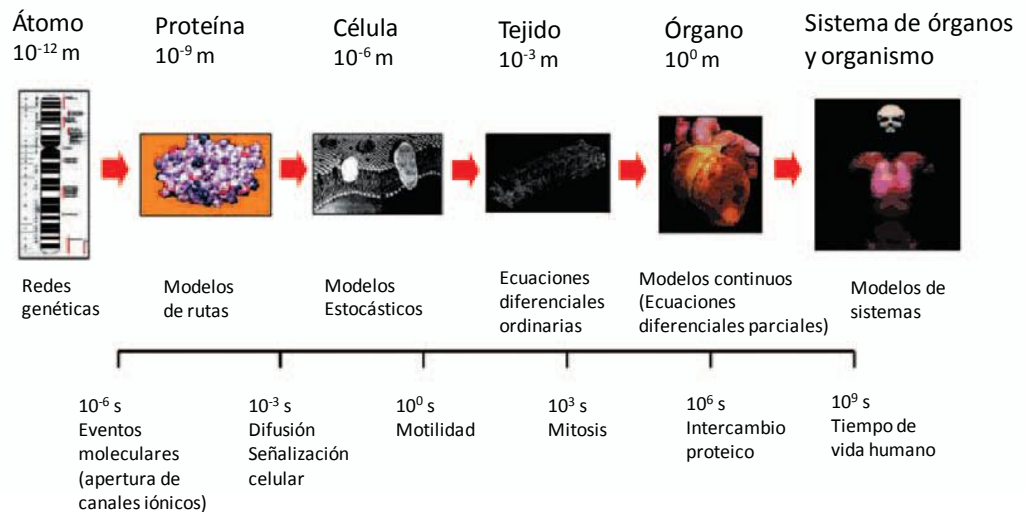 Átomo
10⁻¹² m
Proteína
10⁻⁹ m
Célula
10⁻⁶ m
Tejido
10⁻³ m
Órgano
10⁰ m
Sistema de órganos
y organismo
Redes
genéticas
Modelos
de rutas
Modelos
Estocásticos
Ecuaciones
diferenciales
ordinarias
Modelos continuos
(Ecuaciones
diferenciales parciales)
Modelos de
sistemas
10⁻⁶ s
Eventos
moleculares
(apertura de
canales iónicos)
10⁻³ s
Difusión
Señalización
celular
10⁰ s
Motilidad
10³ s
Mitosis
10⁶ s
Intercambio
proteico
10⁹ s
Tiempo de
vida humano